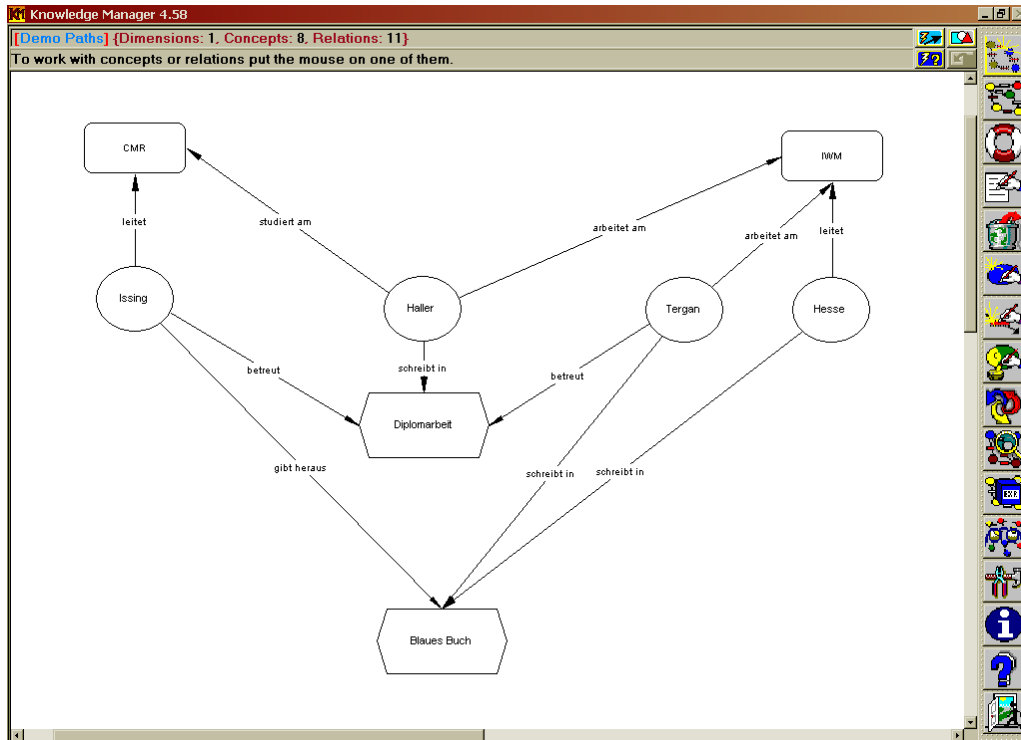 Knowledge Manager 4.58
[Demo Paths] {Dimensions: 1, Concepts: 8, Relations: 11}
To work with concepts or relations put the mouse on one of them.
CMR
IWM
leitet
studiert am
arbeitet am
arbeitet am
leitet
Issing
Haller
Tergan
Hesse
betreut
schreibt in
betreut
Diplomarbeit
gibt heraus
schreibt in
schreibt in
Blaues Buch
EXR